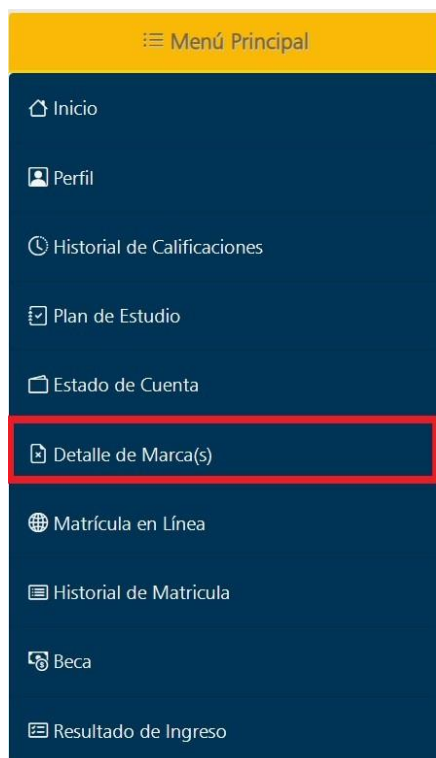 Menú Principal
Inicio
Perfil
Historial de Calificaciones
Plan de Estudio
Estado de Cuenta
Detalle de Marca(s)
Matrícula en Línea
Historial de Matricula
Beca
Resultado de Ingreso